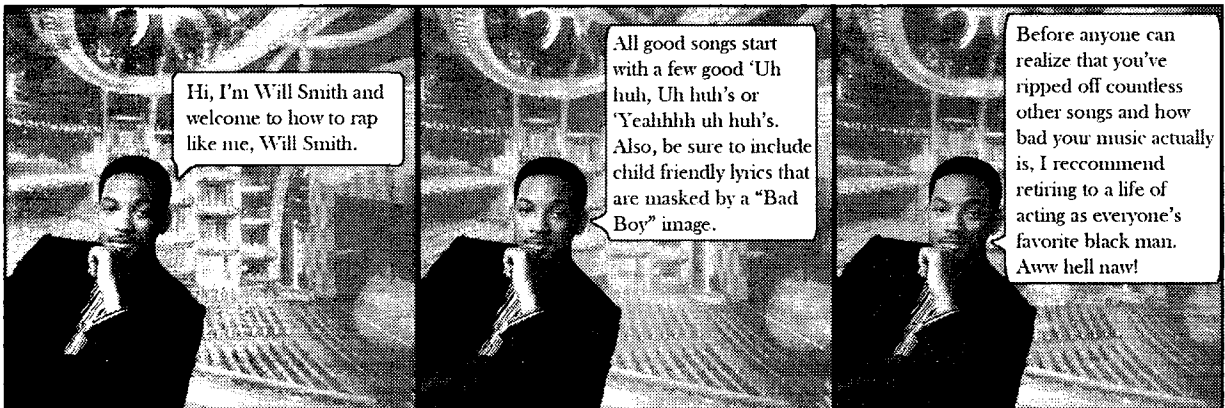 Hi, I'm Will Smith and
welcome to how to rap
like me, Will Smith.
All good songs start
with a few good 'Uh
huh, Uh huh's or
'Yeahhhh uh huh's.
Also, be sure to include
child friendly lyrics that
are masked by a "Bad
Boy" image.
Before anyone can
realize that you've
ripped off countless
other songs and how
bad your music actually
is, I reccommend
retiring to a life of
acting as everyone's
favorite black man.
Aww hell naw!